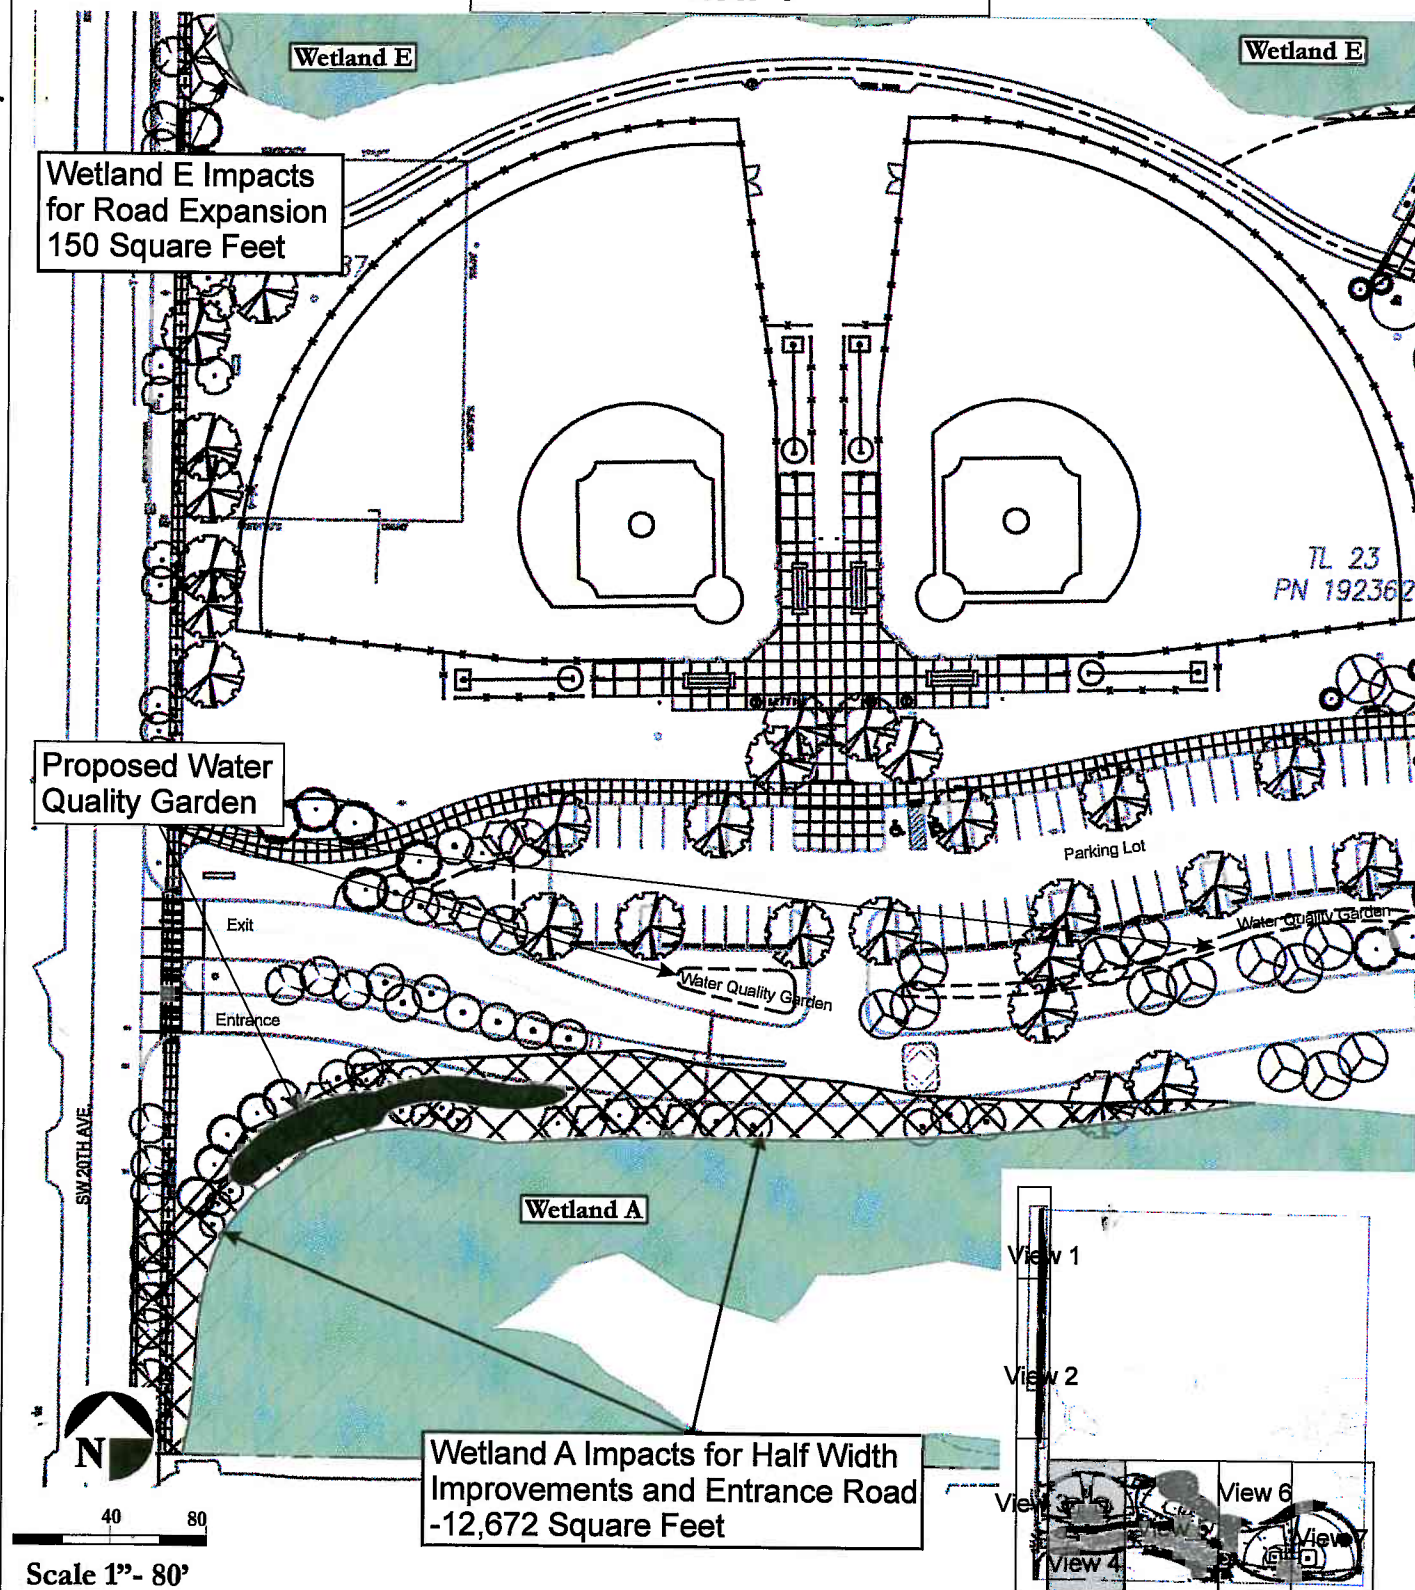 Wetland E
Wetland E
Wetland E Impacts
for Road Expansion
150 Square Feet
TL 23
PN 192362
Proposed Water
Quality Garden
Parking Lot
Water Quality Garden
Exit
Water Quality Garden
Entrance
SW 20TH AVE.
Wetland A
View 1
View 2
View 3
View 6
View 7
View 4
N
Wetland A Impacts for Half Width
Improvements and Entrance Road
-12,672 Square Feet
40 80
Scale 1”- 80’